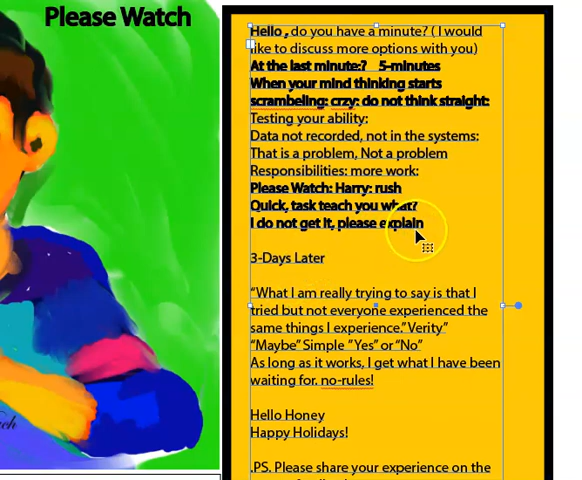 Please Watch
Hello , do you have a minute? ( I would
like to discuss more options with you)
At the last minute:? 5-minutes
When your mind thinking starts
scrambeling: crzy: do not think straight:
Testing your ability:
Data not recorded, not in the systems:
That is a problem, Not a problem
Responsibilities: more work:
Please Watch: Harry: rush
Quick, task teach you what?
I do not get it, please explain
3-Days Later
“What I am really trying to say is that I
tried but not everyone experienced the
same things I experience.” Verity”
“Maybe” Simple “Yes” or “No”
As long as it works, I get what I have been
waiting for. no-rules!
Hello Honey
Happy Holidays!
.PS. Please share your experience on the